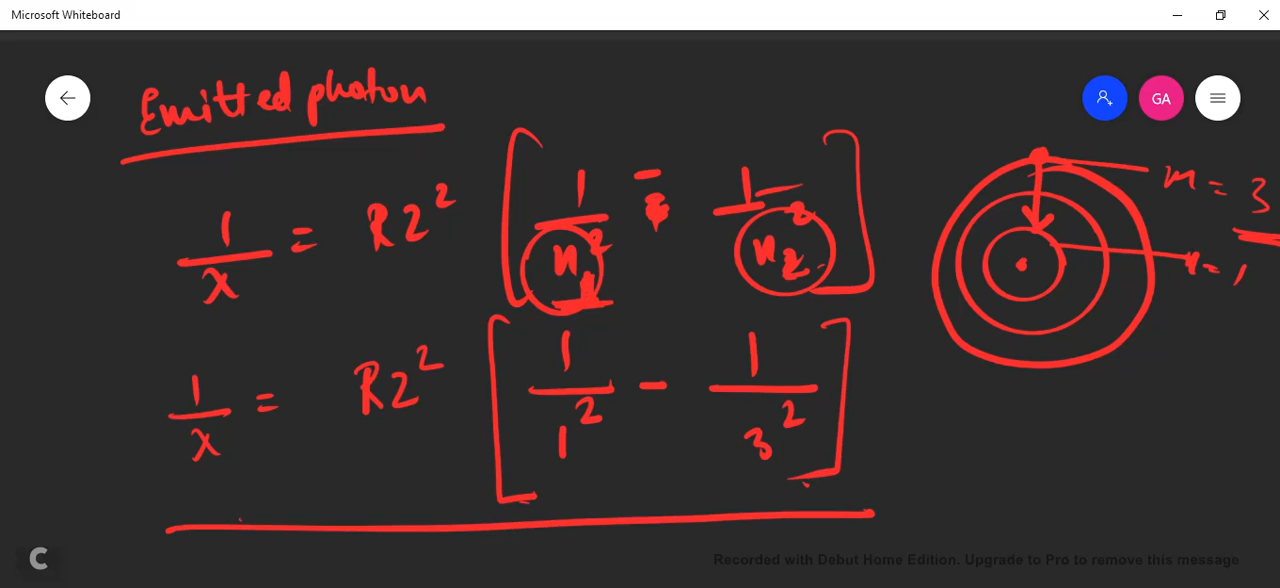 Microsoft Whiteboard
GA
Emitted photon
1/λ = RZ² [1/n₁² - 1/n₂²]
n = 3
n = 1
1/λ = RZ² [1/1² - 1/3²]
C
Recorded with Debut Home Edition. Upgrade to Pro to remove this message